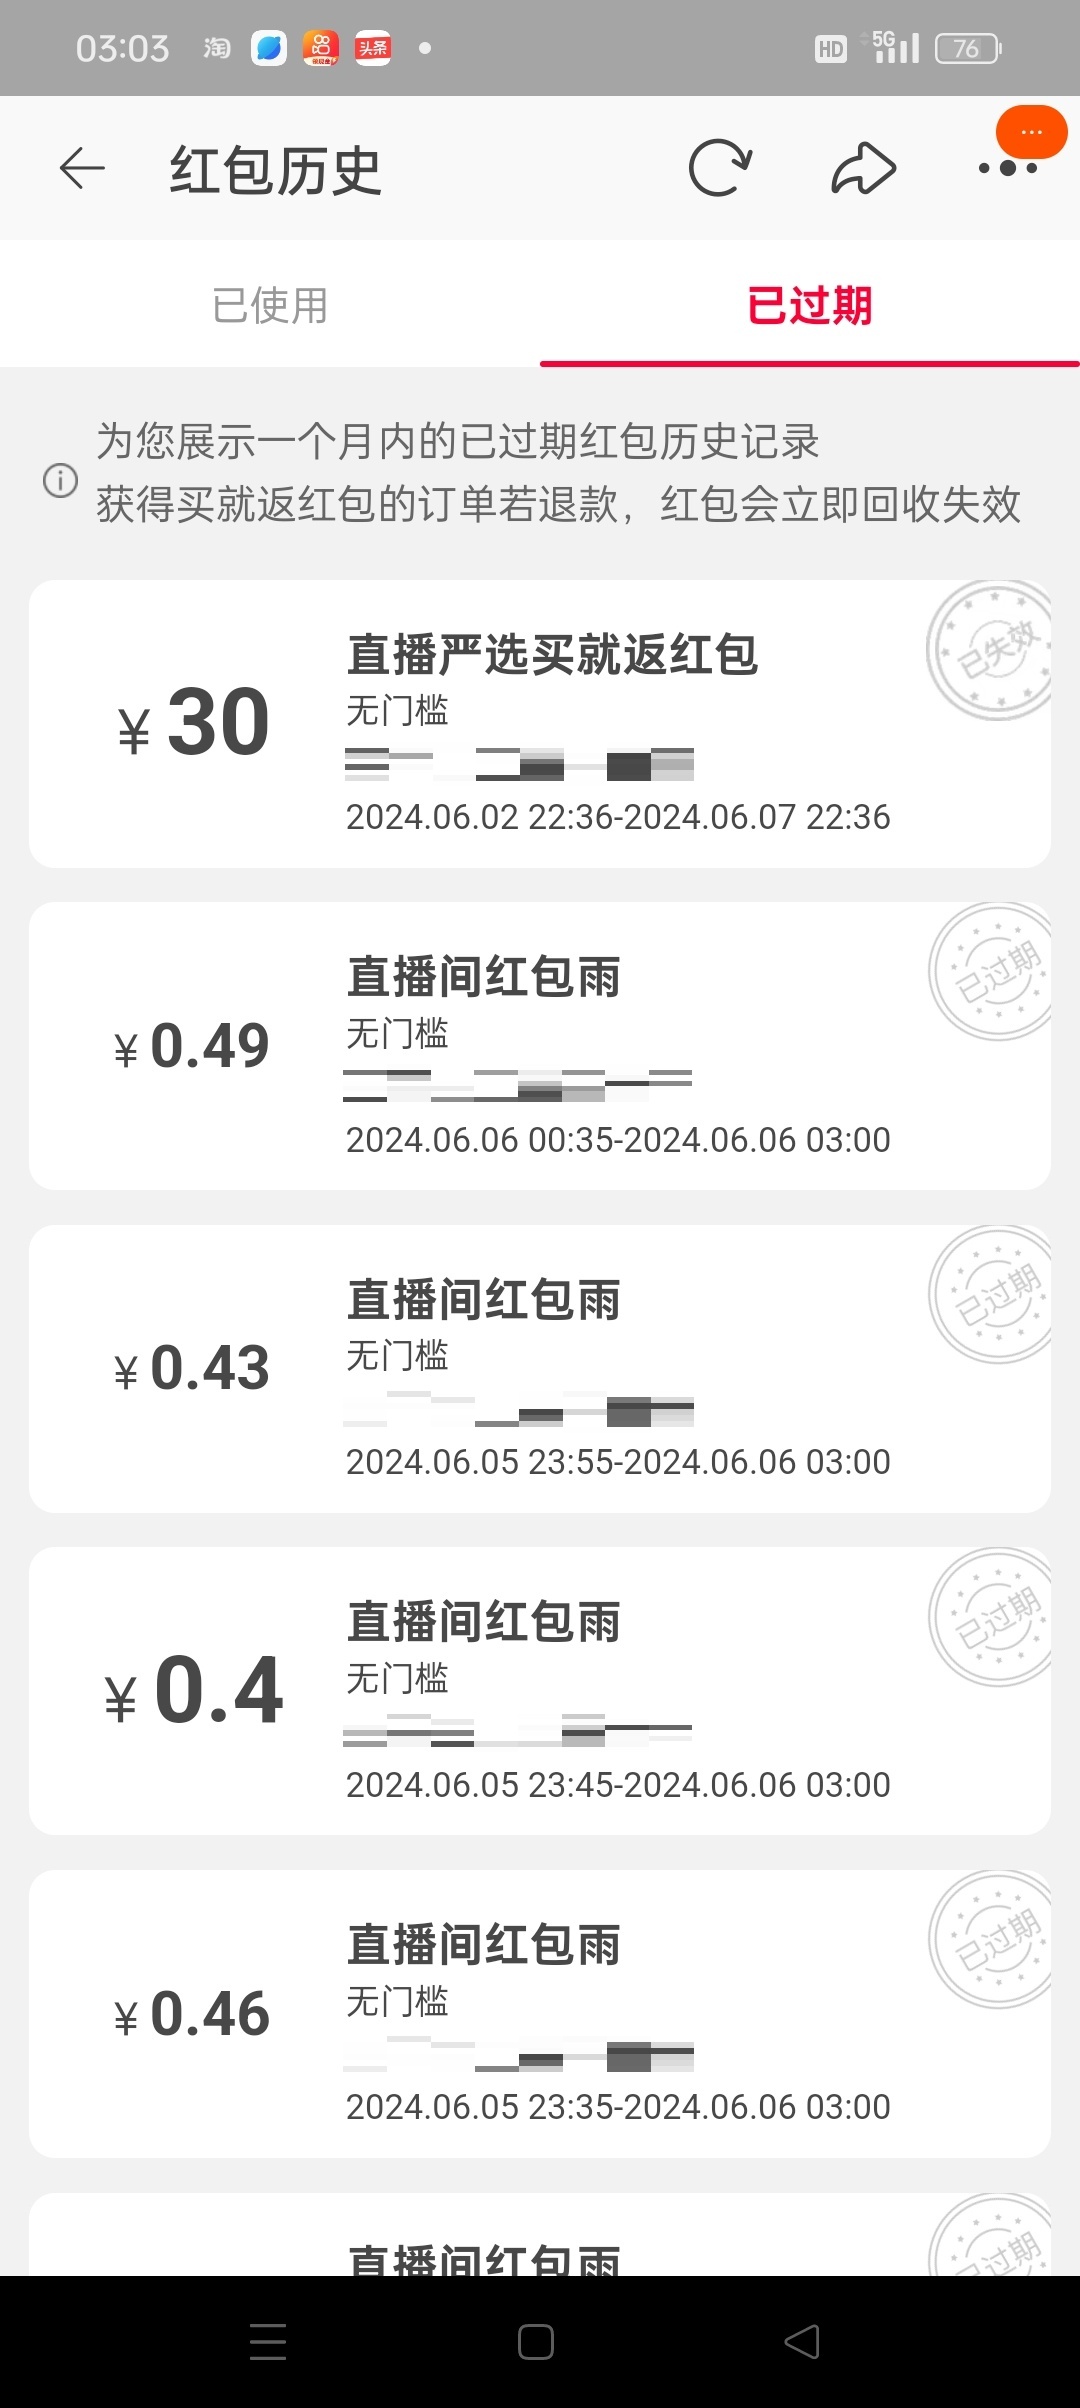 03:03 淘 头条 HD 5G 76
红包历史
已使用 已过期
为您展示一个月内的已过期红包历史记录
获得买就返红包的订单若退款，红包会立即回收失效
已失效
直播严选买就返红包
¥ 30
无门槛
2024.06.02 22:36-2024.06.07 22:36
已过期
直播间红包雨
¥ 0.49
无门槛
2024.06.06 00:35-2024.06.06 03:00
已过期
直播间红包雨
¥ 0.43
无门槛
2024.06.05 23:55-2024.06.06 03:00
已过期
直播间红包雨
¥ 0.4
无门槛
2024.06.05 23:45-2024.06.06 03:00
已过期
直播间红包雨
¥ 0.46
无门槛
2024.06.05 23:35-2024.06.06 03:00
已过期
直播间红包雨